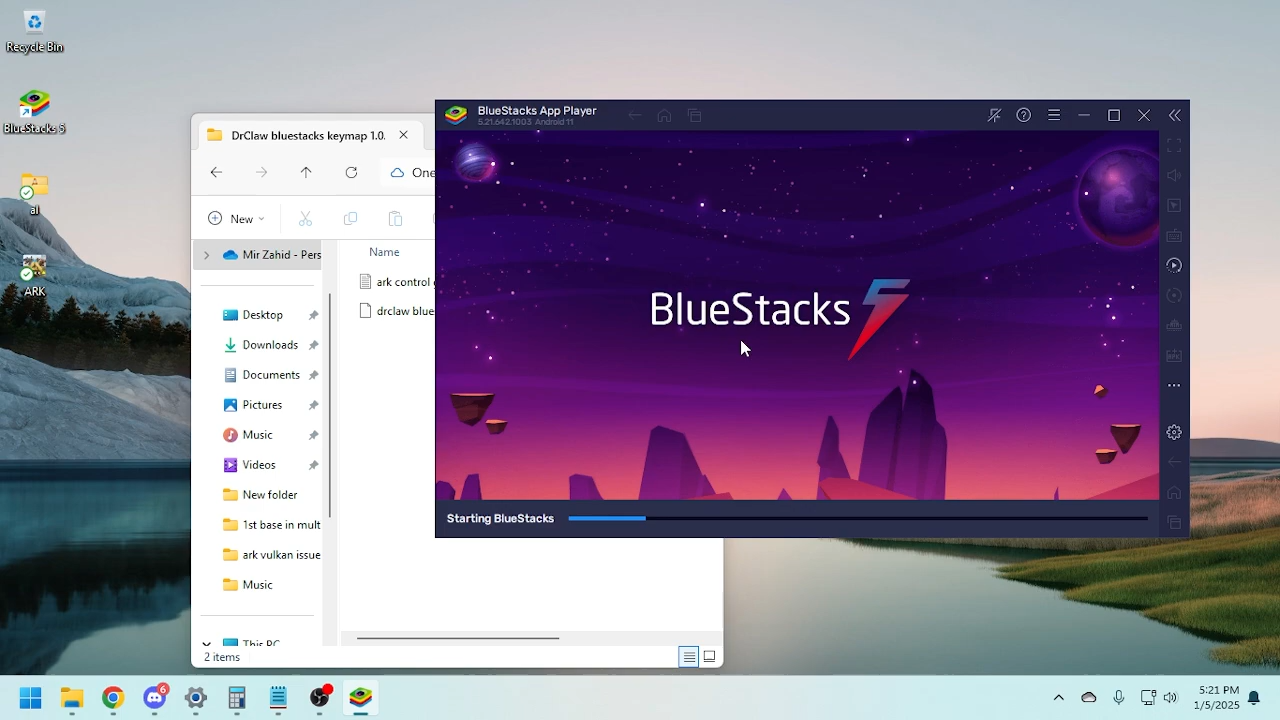 Recycle Bin
BlueStacks 5
al
ARK
DrClaw bluestacks keymap 1.0.
One
New
Mir Zahid - Pers
Desktop
Downloads
Documents
Pictures
Music
Videos
New folder
1st base in mult
ark vulkan issue
Music
This PC
Name
ark control
drclaw blue
2 items
BlueStacks App Player
5.21.642.1003 Android 11
BlueStacks 5
Starting BlueStacks
6
5:21 PM
1/5/2025